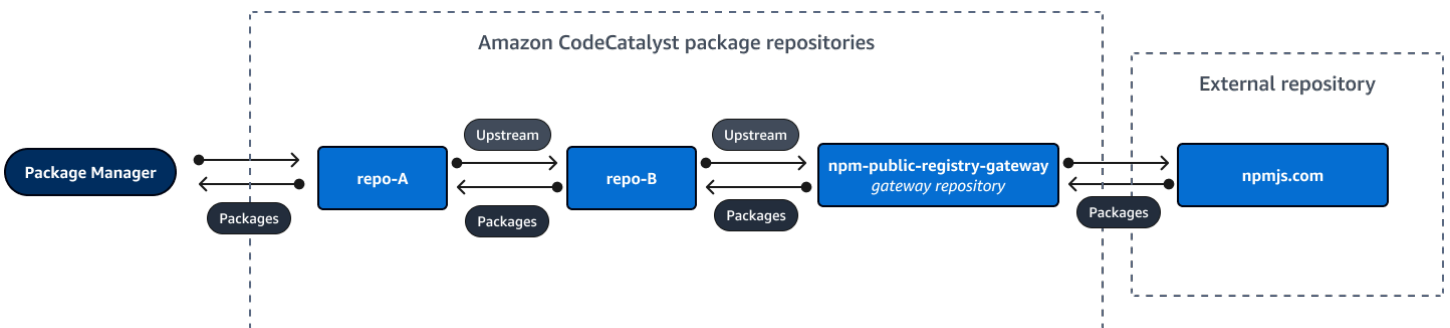 Amazon CodeCatalyst package repositories
External repository
Package Manager
Packages
repo-A
Upstream
Packages
repo-B
Upstream
Packages
npm-public-registry-gateway
gateway repository
Packages
npmjs.com